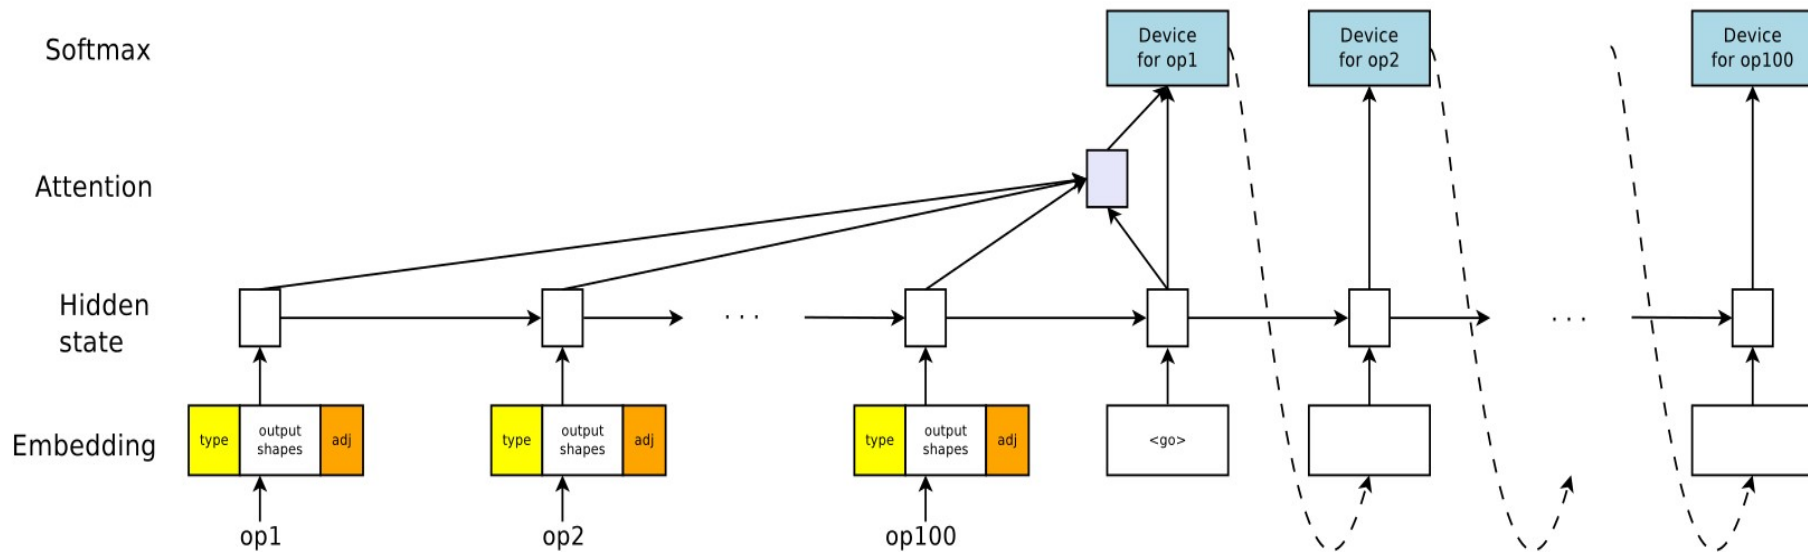 Softmax
Device
for op1
Device
for op2
Device
for op100
Attention
Hidden
state
. . .
. . .
Embedding
type
output
shapes
adj
type
output
shapes
adj
type
output
shapes
adj
<go>
op1
op2
op100